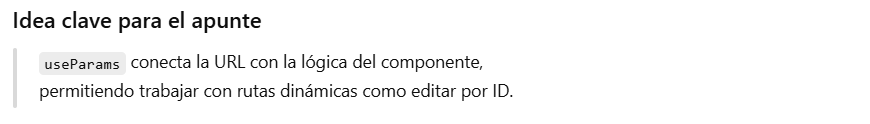 Idea clave para el apunte
useParams conecta la URL con la lógica del componente,
permitiendo trabajar con rutas dinámicas como editar por ID.